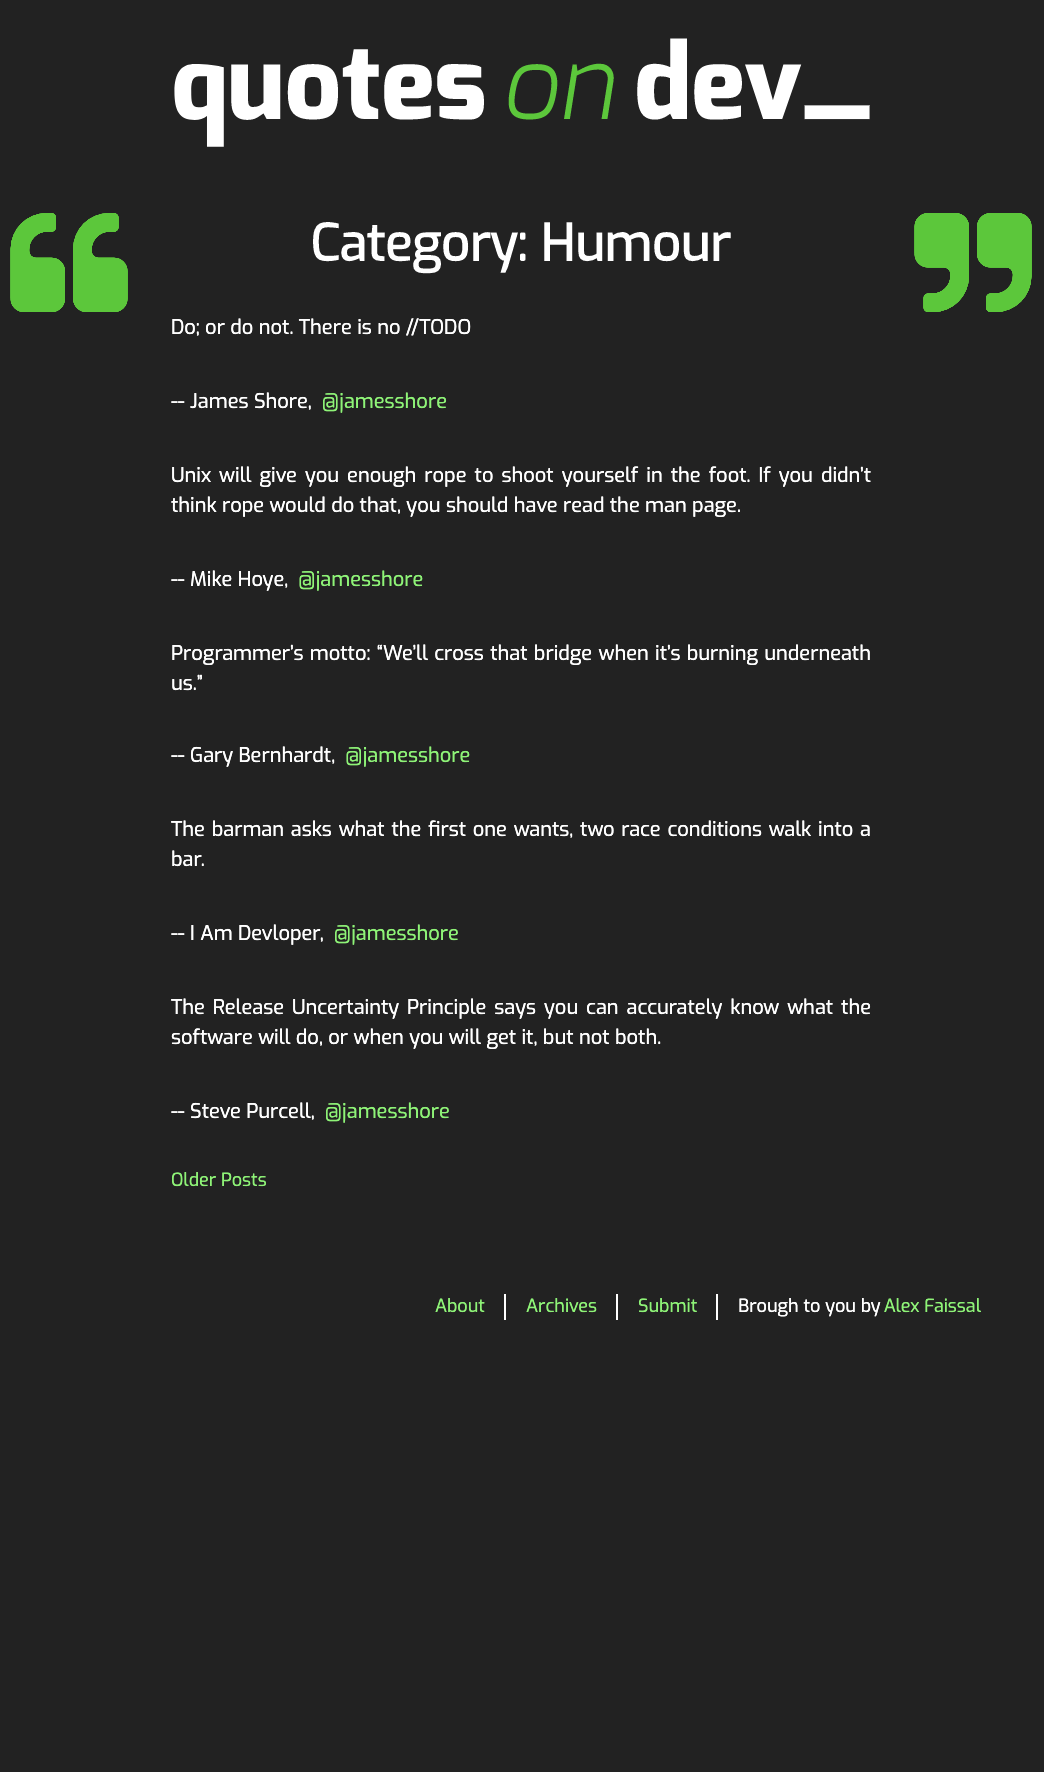 quotes on dev_
Category: Humour
Do; or do not. There is no //TODO
-- James Shore, @jamesshore
Unix will give you enough rope to shoot yourself in the foot. If you didn’t
think rope would do that, you should have read the man page.
-- Mike Hoye, @jamesshore
Programmer’s motto: “We’ll cross that bridge when it’s burning underneath
us.”
-- Gary Bernhardt, @jamesshore
The barman asks what the first one wants, two race conditions walk into a
bar.
-- I Am Devloper, @jamesshore
The Release Uncertainty Principle says you can accurately know what the
software will do, or when you will get it, but not both.
-- Steve Purcell, @jamesshore
Older Posts
About | Archives | Submit | Brough to you by Alex Faissal